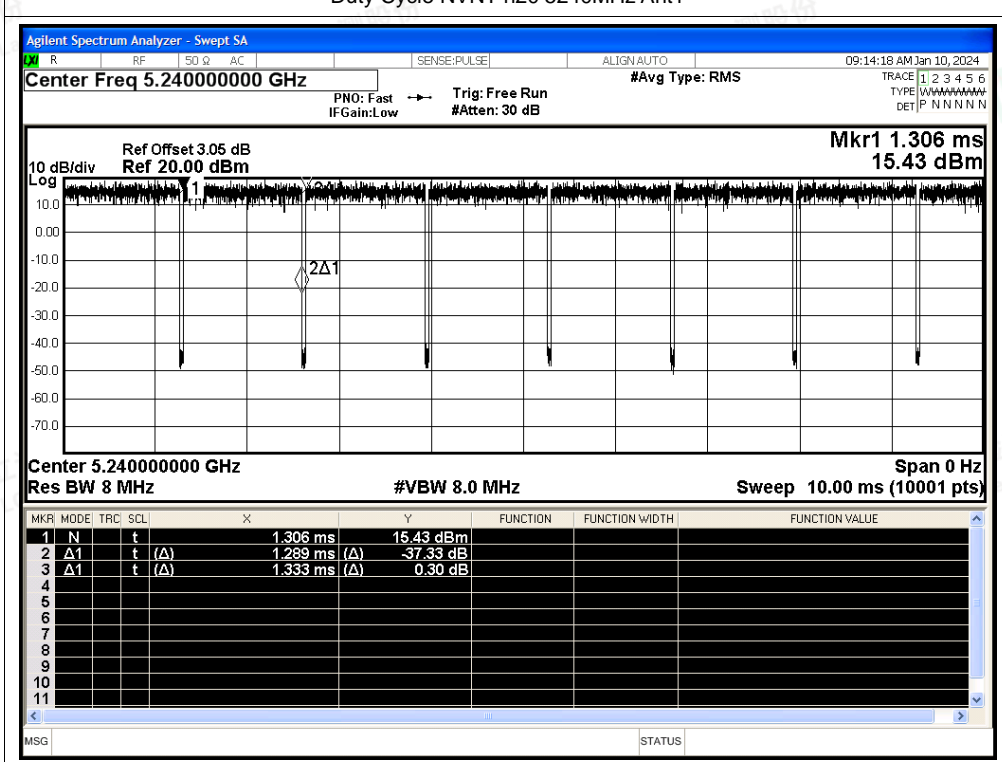 Agilent Spectrum Analyzer - Swept SA
LXI R RF 50 Ω AC SENSE:PULSE ALIGN AUTO 09:14:18 AM Jan 10, 2024
Center Freq 5.240000000 GHz #Avg Type: RMS TRACE 1 2 3 4 5 6
PNO: Fast Trig: Free Run TYPE
IFGain:Low #Atten: 30 dB DET P N N N N N
Mkr1 1.306 ms
Ref Offset 3.05 dB
10 dB/div Ref 20.00 dBm 15.43 dBm
Log
1
10.0
0.00
-10.0
2Δ1
-20.0
-30.0
-40.0
-50.0
-60.0
-70.0
Center 5.240000000 GHz Span 0 Hz
Res BW 8 MHz #VBW 8.0 MHz Sweep 10.00 ms (10001 pts)
MKR MODE TRC SCL X Y FUNCTION FUNCTION WIDTH FUNCTION VALUE
1 N t 1.306 ms 15.43 dBm
2 Δ1 t (Δ) 1.289 ms (Δ) -37.33 dB
3 Δ1 t (Δ) 1.333 ms (Δ) 0.30 dB
4
5
6
7
8
9
10
11
MSG STATUS